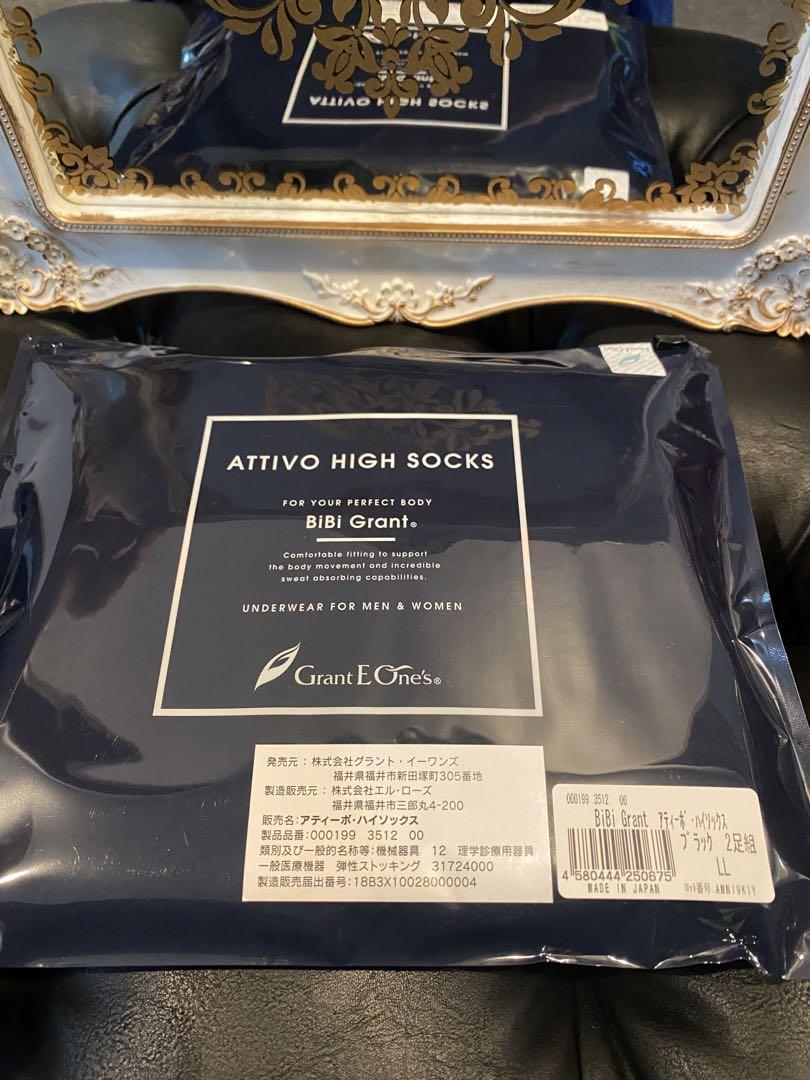 ATTIVO HIGH SOCKS
ATTIVO HIGH SOCKS
FOR YOUR PERFECT BODY
BiBi Grant®
Comfortable fitting to support
the body movement and incredible
sweat absorbing capabilities.
UNDERWEAR FOR MEN & WOMEN
Grant E One's®
発売元：株式会社グラント・イーワンズ
福井県福井市新田塚町305番地
製造販売元：株式会社エル・ローズ
福井県福井市三郎丸4-200
販売名：アティーボ・ハイソックス
製品品番：000199 3512 00
類別及び一般的名称等：機械器具 12 理学診療用器具
一般医療機器 弾性ストッキング 31724000
製造販売届出番号：18B3X10028000004
000199 3512 00
BiBi Grant アティーボ・ハイソックス
ブラック 2足組
LL
4 580444 250675
MADE IN JAPAN
ロット番号:AMN19K1Y